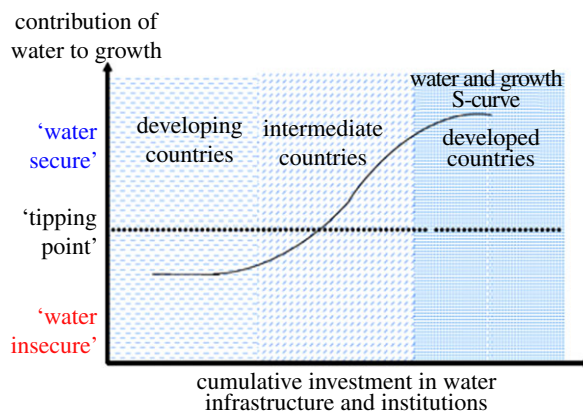 contribution of
water to growth
water and growth
S-curve
developing
countries
intermediate
countries
developed
countries
‘water
secure’
‘tipping
point’
‘water
insecure’
cumulative investment in water
infrastructure and institutions